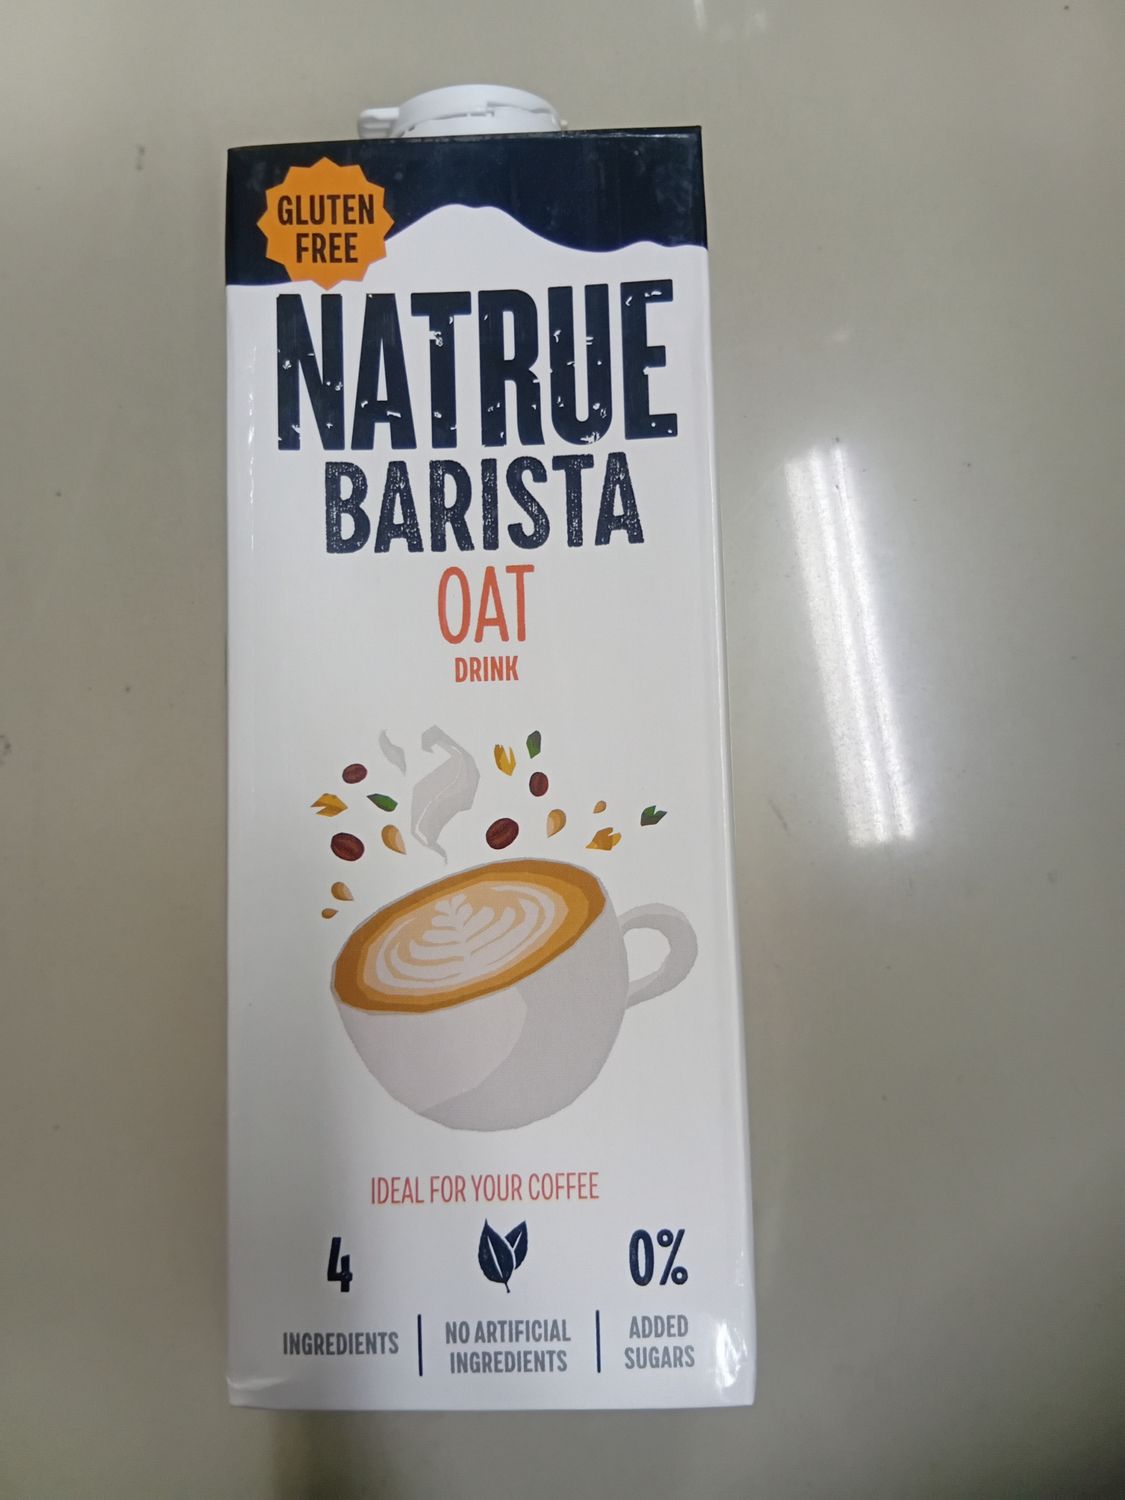 GLUTEN
FREE
NATRUE
BARISTA
OAT
DRINK
IDEAL FOR YOUR COFFEE
4
INGREDIENTS
NO ARTIFICIAL
INGREDIENTS
0%
ADDED
SUGARS